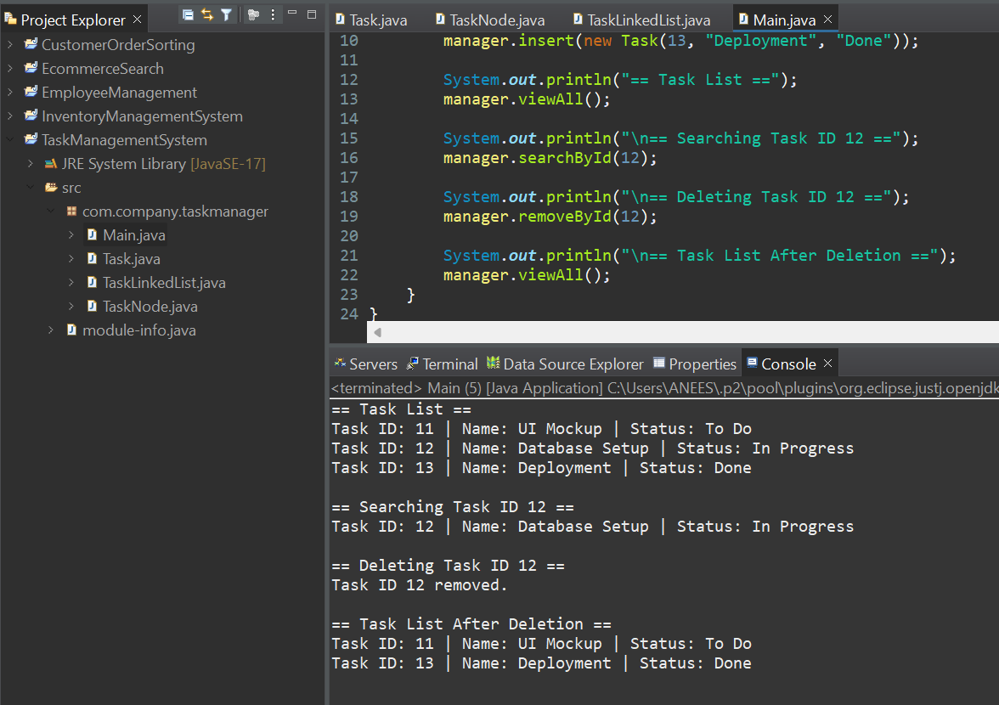 Project Explorer
CustomerOrderSorting
EcommerceSearch
EmployeeManagement
InventoryManagementSystem
TaskManagementSystem
JRE System Library [JavaSE-17]
src
com.company.taskmanager
Main.java
Task.java
TaskLinkedList.java
TaskNode.java
module-info.java
Task.java TaskNode.java TaskLinkedList.java Main.java
10 manager.insert(new Task(13, "Deployment", "Done"));
11
12 System.out.println("== Task List ==");
13 manager.viewAll();
14
15 System.out.println("\n== Searching Task ID 12 ==");
16 manager.searchById(12);
17
18 System.out.println("\n== Deleting Task ID 12 ==");
19 manager.removeById(12);
20
21 System.out.println("\n== Task List After Deletion ==");
22 manager.viewAll();
23 }
24 }
Servers Terminal Data Source Explorer Properties Console
<terminated> Main (5) [Java Application] C:\Users\ANEES\.p2\pool\plugins\org.eclipse.justj.openjdk
== Task List ==
Task ID: 11 | Name: UI Mockup | Status: To Do
Task ID: 12 | Name: Database Setup | Status: In Progress
Task ID: 13 | Name: Deployment | Status: Done
== Searching Task ID 12 ==
Task ID: 12 | Name: Database Setup | Status: In Progress
== Deleting Task ID 12 ==
Task ID 12 removed.
== Task List After Deletion ==
Task ID: 11 | Name: UI Mockup | Status: To Do
Task ID: 13 | Name: Deployment | Status: Done